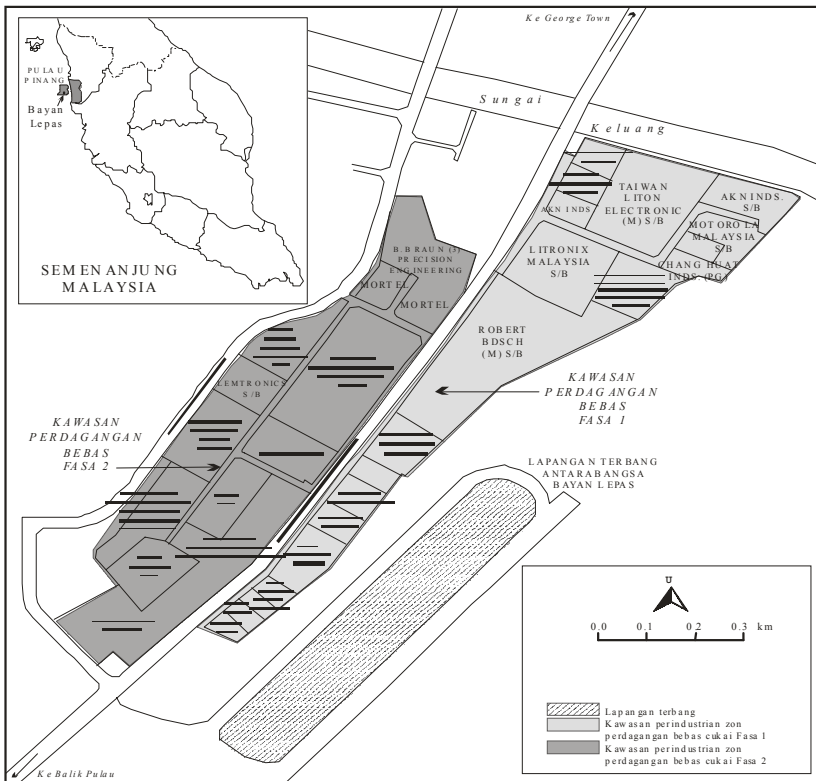 Ke George Town
PULAU
PINANG
Bayan
Lepas
SEMENANJUNG
MALAYSIA
Sungai
Keluang
TAIWAN
LITON
ELECTRONIC
(M) S/B
AKN INDS.
S/B
AKN INDS
MOTOROLA
MALAYSIA
S/B
CHANG HUAT
INDS. (PG)
LITRONIX
MALAYSIA
S/B
B.BRAUN (3)
PRECISION
ENGINEERING
MORTEL
MORTEL
ROBERT
BDSCH
(M) S/B
LEMTRONICS
S/B
KAWASAN
PERDAGANGAN
BEBAS
FASA 1
KAWASAN
PERDAGANGAN
BEBAS
FASA 2
LAPANGAN TERBANG
ANTARABANGSA
BAYAN LEPAS
U
0.0 0.1 0.2 0.3 km
Lapangan terbang
Kawasan perindustrian zon
perdagangan bebas cukai Fasa 1
Kawasan perindustrian zon
perdagangan bebas cukai Fasa 2
Ke Balik Pulau